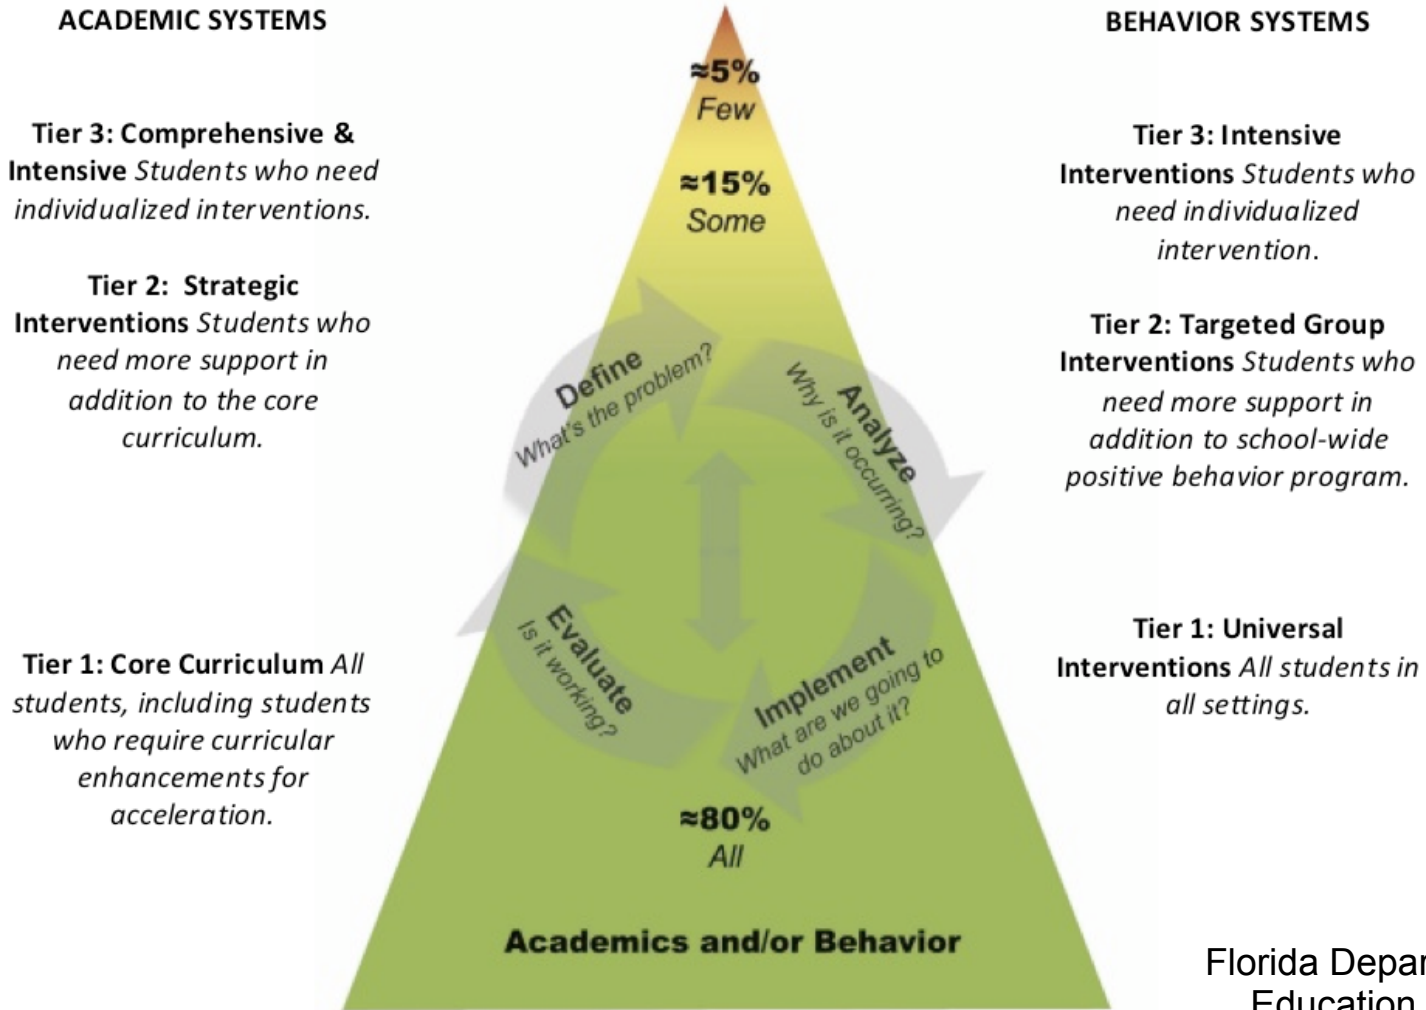 ACADEMIC SYSTEMS
Tier 3: Comprehensive &
Intensive Students who need
individualized interventions.
Tier 2: Strategic
Interventions Students who
need more support in
addition to the core
curriculum.
Tier 1: Core Curriculum All
students, including students
who require curricular
enhancements for
acceleration.
≈5%
Few
≈15%
Some
Define
What's the problem?
Analyze
Why is it occurring?
Implement
What are we going to
do about it?
Evaluate
Is it working?
≈80%
All
Academics and/or Behavior
BEHAVIOR SYSTEMS
Tier 3: Intensive
Interventions Students who
need individualized
intervention.
Tier 2: Targeted Group
Interventions Students who
need more support in
addition to school-wide
positive behavior program.
Tier 1: Universal
Interventions All students in
all settings.
Florida
Education